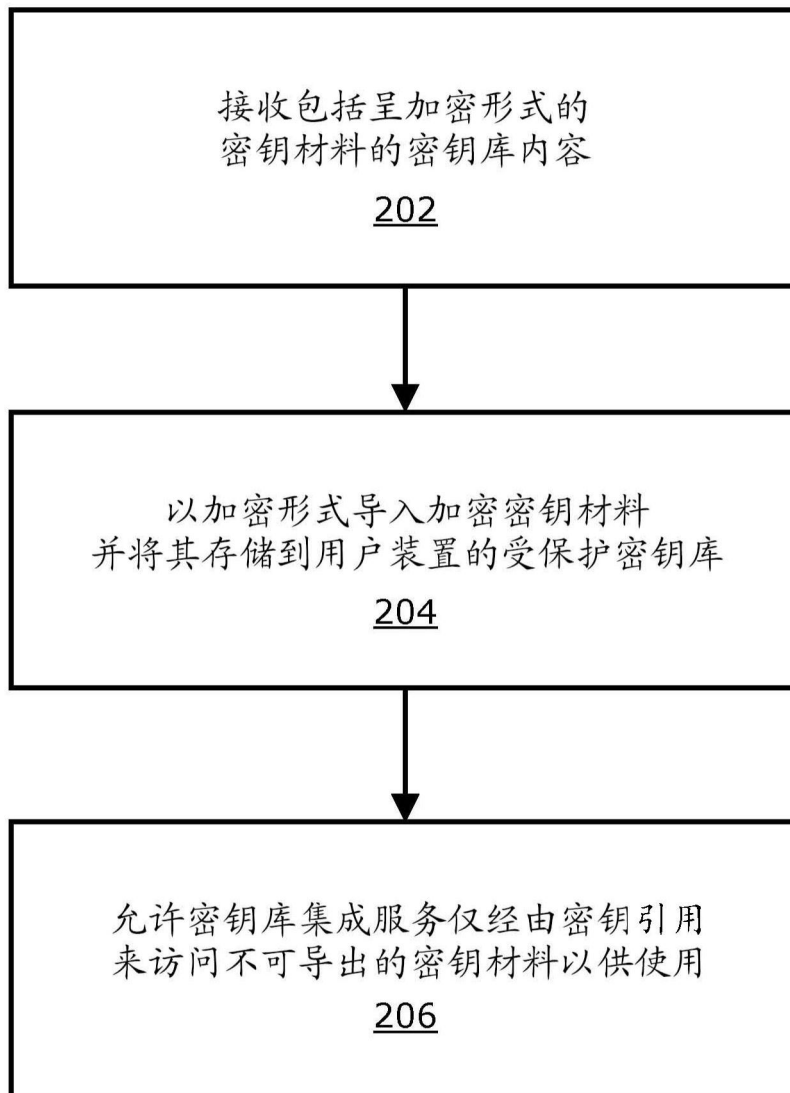 接收包括呈加密形式的
密钥材料的密钥库内容
202
以加密形式导入加密密钥材料
并将其存储到用户装置的受保护密钥库
204
允许密钥库集成服务仅经由密钥引用
来访问不可导出的密钥材料以供使用
206